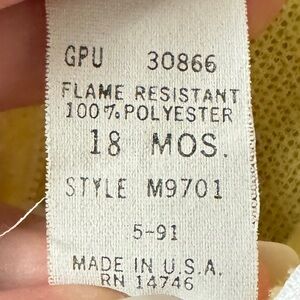 GPU 30866
FLAME RESISTANT
100% POLYESTER
18 MOS.
STYLE M9701
5-91
MADE IN U.S.A.
RN 14746